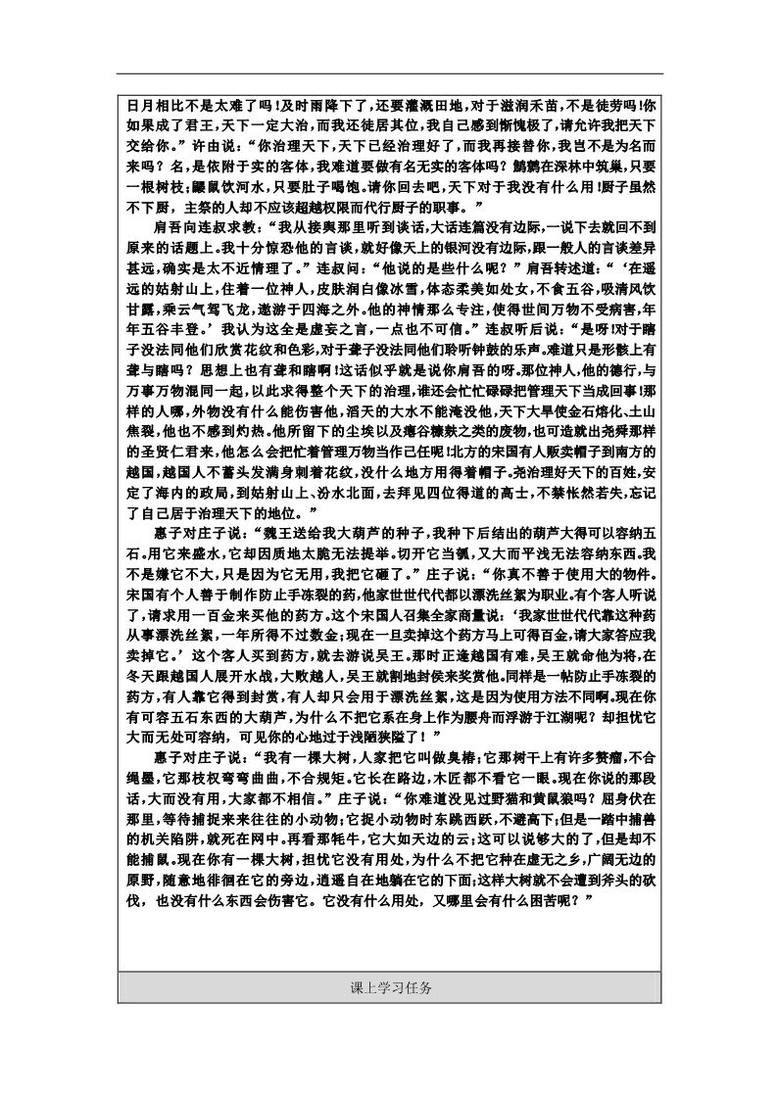 日月相比不是太难了吗!及时雨降下了,还要灌溉田地,对于滋润禾苗,不是徒劳吗!你
如果成了君王,天下一定大治,而我还徒居其位,我自己感到惭愧极了,请允许我把天下
交给你。”许由说:“你治理天下,天下已经治理好了,而我再接替你,我岂不是为名而
来吗?名,是依附于实的客体,我难道要做有名无实的客体吗?鹪鹩在深林中筑巢,只要
一根树枝;鼹鼠饮河水,只要肚子喝饱。请你回去吧,天下对于我没有什么用!厨子虽然
不下厨,主祭的人却不应该超越权限而代行厨子的职事。”
肩吾向连叔求教:“我从接舆那里听到谈话,大话连篇没有边际,一说下去就回不到
原来的话题上。我十分惊恐他的言谈,就好像天上的银河没有边际,跟一般人的言谈差异
甚远,确实是太不近情理了。”连叔问:“他说的是些什么呢?”肩吾转述道:“‘在遥
远的姑射山上,住着一位神人,皮肤润白像冰雪,体态柔美如处女,不食五谷,吸清风饮
甘露,乘云气驾飞龙,遨游于四海之外。他的神情那么专注,使得世间万物不受病害,年
年五谷丰登。’我认为这全是虚妄之言,一点也不可信。”连叔听后说:“是呀!对于瞎
子没法同他们欣赏花纹和色彩,对于聋子没法同他们聆听钟鼓的乐声。难道只是形骸上有
聋与瞎吗?思想上也有聋和瞎啊!这话似乎就是说你肩吾的呀。那位神人,他的德行,与
万事万物混同一起,以此求得整个天下的治理,谁还会忙忙碌碌把管理天下当成回事!那
样的人哪,外物没有什么能伤害他,滔天的大水不能淹没他,天下大旱使金石熔化、土山
焦裂,他也不感到灼热。他所留下的尘埃以及瘪谷糠麸之类的废物,也可造就出尧舜那样
的圣贤仁君来,他怎么会把忙着管理万物当作己任呢!北方的宋国有人贩卖帽子到南方的
越国,越国人不蓄头发满身刺着花纹,没什么地方用得着帽子。尧治理好天下的百姓,安
定了海内的政局,到姑射山上、汾水北面,去拜见四位得道的高士,不禁怅然若失,忘记
了自己居于治理天下的地位。”
惠子对庄子说:“魏王送给我大葫芦的种子,我种下后结出的葫芦大得可以容纳五
石。用它来盛水,它却因质地太脆无法提举。切开它当瓢,又大而平浅无法容纳东西。我
不是嫌它不大,只是因为它无用,我把它砸了。”庄子说:“你真不善于使用大的物件。
宋国有个人善于制作防止手冻裂的药,他家世世代代都以漂洗丝絮为职业。有个客人听说
了,请求用一百金来买他的药方。这个宋国人召集全家商量说:‘我家世世代代靠这种药
从事漂洗丝絮,一年所得不过数金;现在一旦卖掉这个药方马上可得百金,请大家答应我
卖掉它。’这个客人买到药方,就去游说吴王。那时正逢越国有难,吴王就命他为将,在
冬天跟越国人展开水战,大败越人,吴王就割地封侯来奖赏他。同样是一帖防止手冻裂的
药方,有人靠它得到封赏,有人却只会用于漂洗丝絮,这是因为使用方法不同啊。现在你
有可容五石东西的大葫芦,为什么不把它系在身上作为腰舟而浮游于江湖呢?却担忧它
大而无处可容纳,可见你的心地过于浅陋狭隘了!”
惠子对庄子说:“我有一棵大树,人家把它叫做臭椿;它那树干上有许多赘瘤,不合
绳墨,它那枝杈弯弯曲曲,不合规矩。它长在路边,木匠都不看它一眼。现在你说的那段
话,大而没有用,大家都不相信。”庄子说:“你难道没见过野猫和黄鼠狼吗?屈身伏在
那里,等待捕捉来来往往的小动物;它捉小动物时东跳西跃,不避高下;但是一踏中捕兽
的机关陷阱,就死在网中。再看那牦牛,它大如天边的云;这可以说够大的了,但是却不
能捕鼠。现在你有一棵大树,担忧它没有用处,为什么不把它种在虚无之乡,广阔无边的
原野,随意地徘徊在它的旁边,逍遥自在地躺在它的下面;这样大树就不会遭到斧头的砍
伐,也没有什么东西会伤害它。它没有什么用处,又哪里会有什么困苦呢?”
课上学习任务